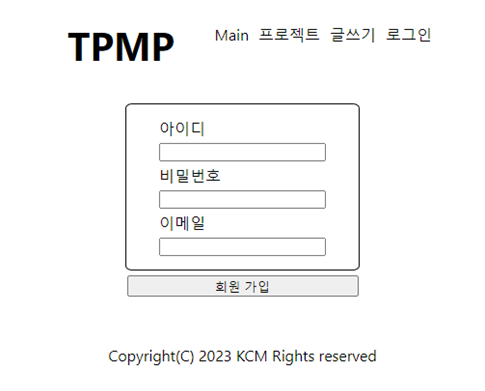 TPMP
Main 프로젝트 글쓰기 로그인
아이디
비밀번호
이메일
회원 가입
Copyright(C) 2023 KCM Rights reserved